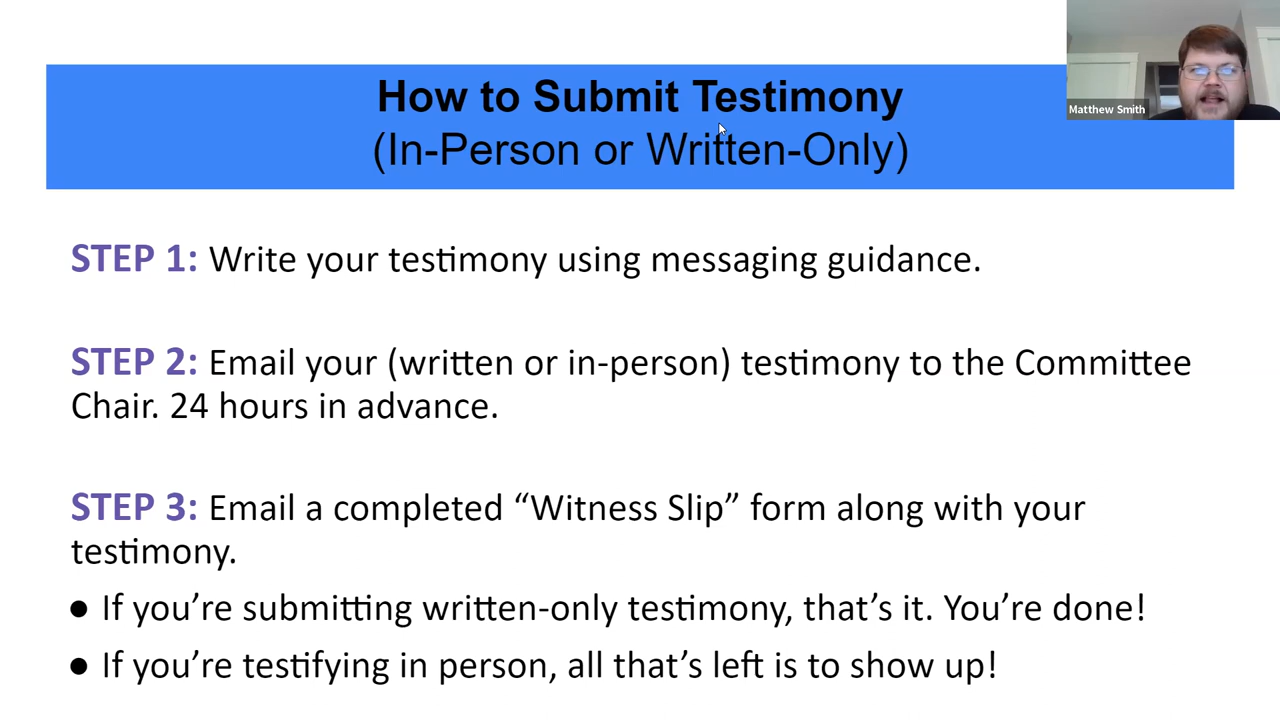 How to Submit Testimony
(In-Person or Written-Only)
Matthew Smith
STEP 1: Write your testimony using messaging guidance.
STEP 2: Email your (written or in-person) testimony to the Committee
Chair. 24 hours in advance.
STEP 3: Email a completed “Witness Slip” form along with your
testimony.
● If you’re submitting written-only testimony, that’s it. You’re done!
● If you’re testifying in person, all that’s left is to show up!